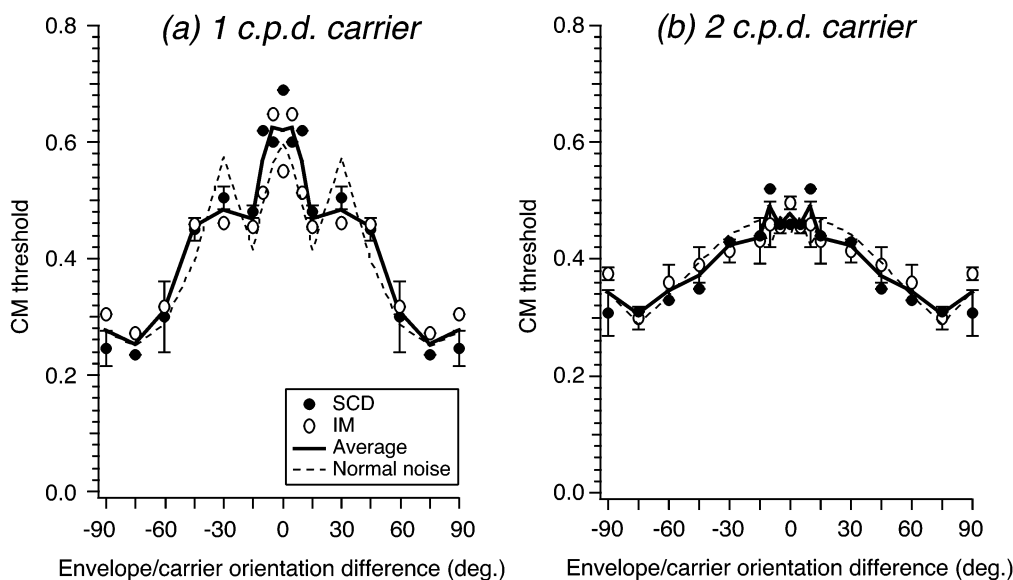 (a) 1 c.p.d. carrier
0.8
0.6
0.4
0.2
0.0
CM threshold
SCD
IM
Average
Normal noise
-90 -60 -30 0 30 60 90
Envelope/carrier orientation difference (deg.)
(b) 2 c.p.d. carrier
0.8
0.6
0.4
0.2
0.0
CM threshold
-90 -60 -30 0 30 60 90
Envelope/carrier orientation difference (deg.)